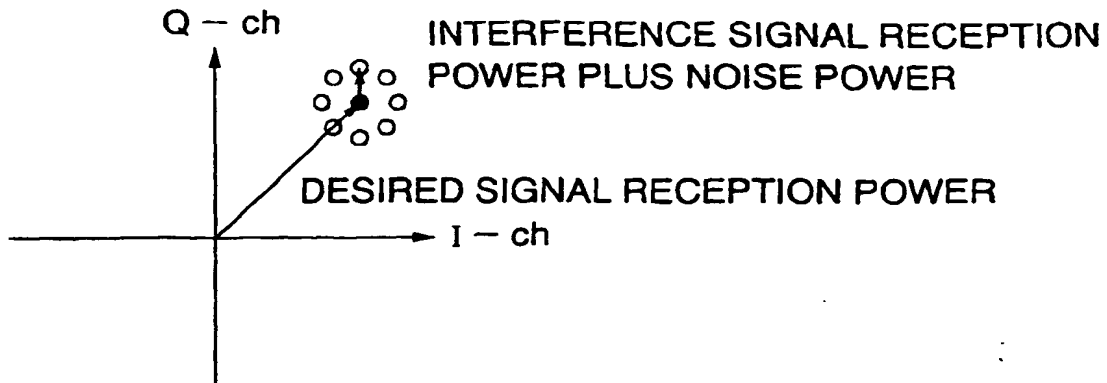 Q – ch
INTERFERENCE SIGNAL RECEPTION
POWER PLUS NOISE POWER
DESIRED SIGNAL RECEPTION POWER
I – ch